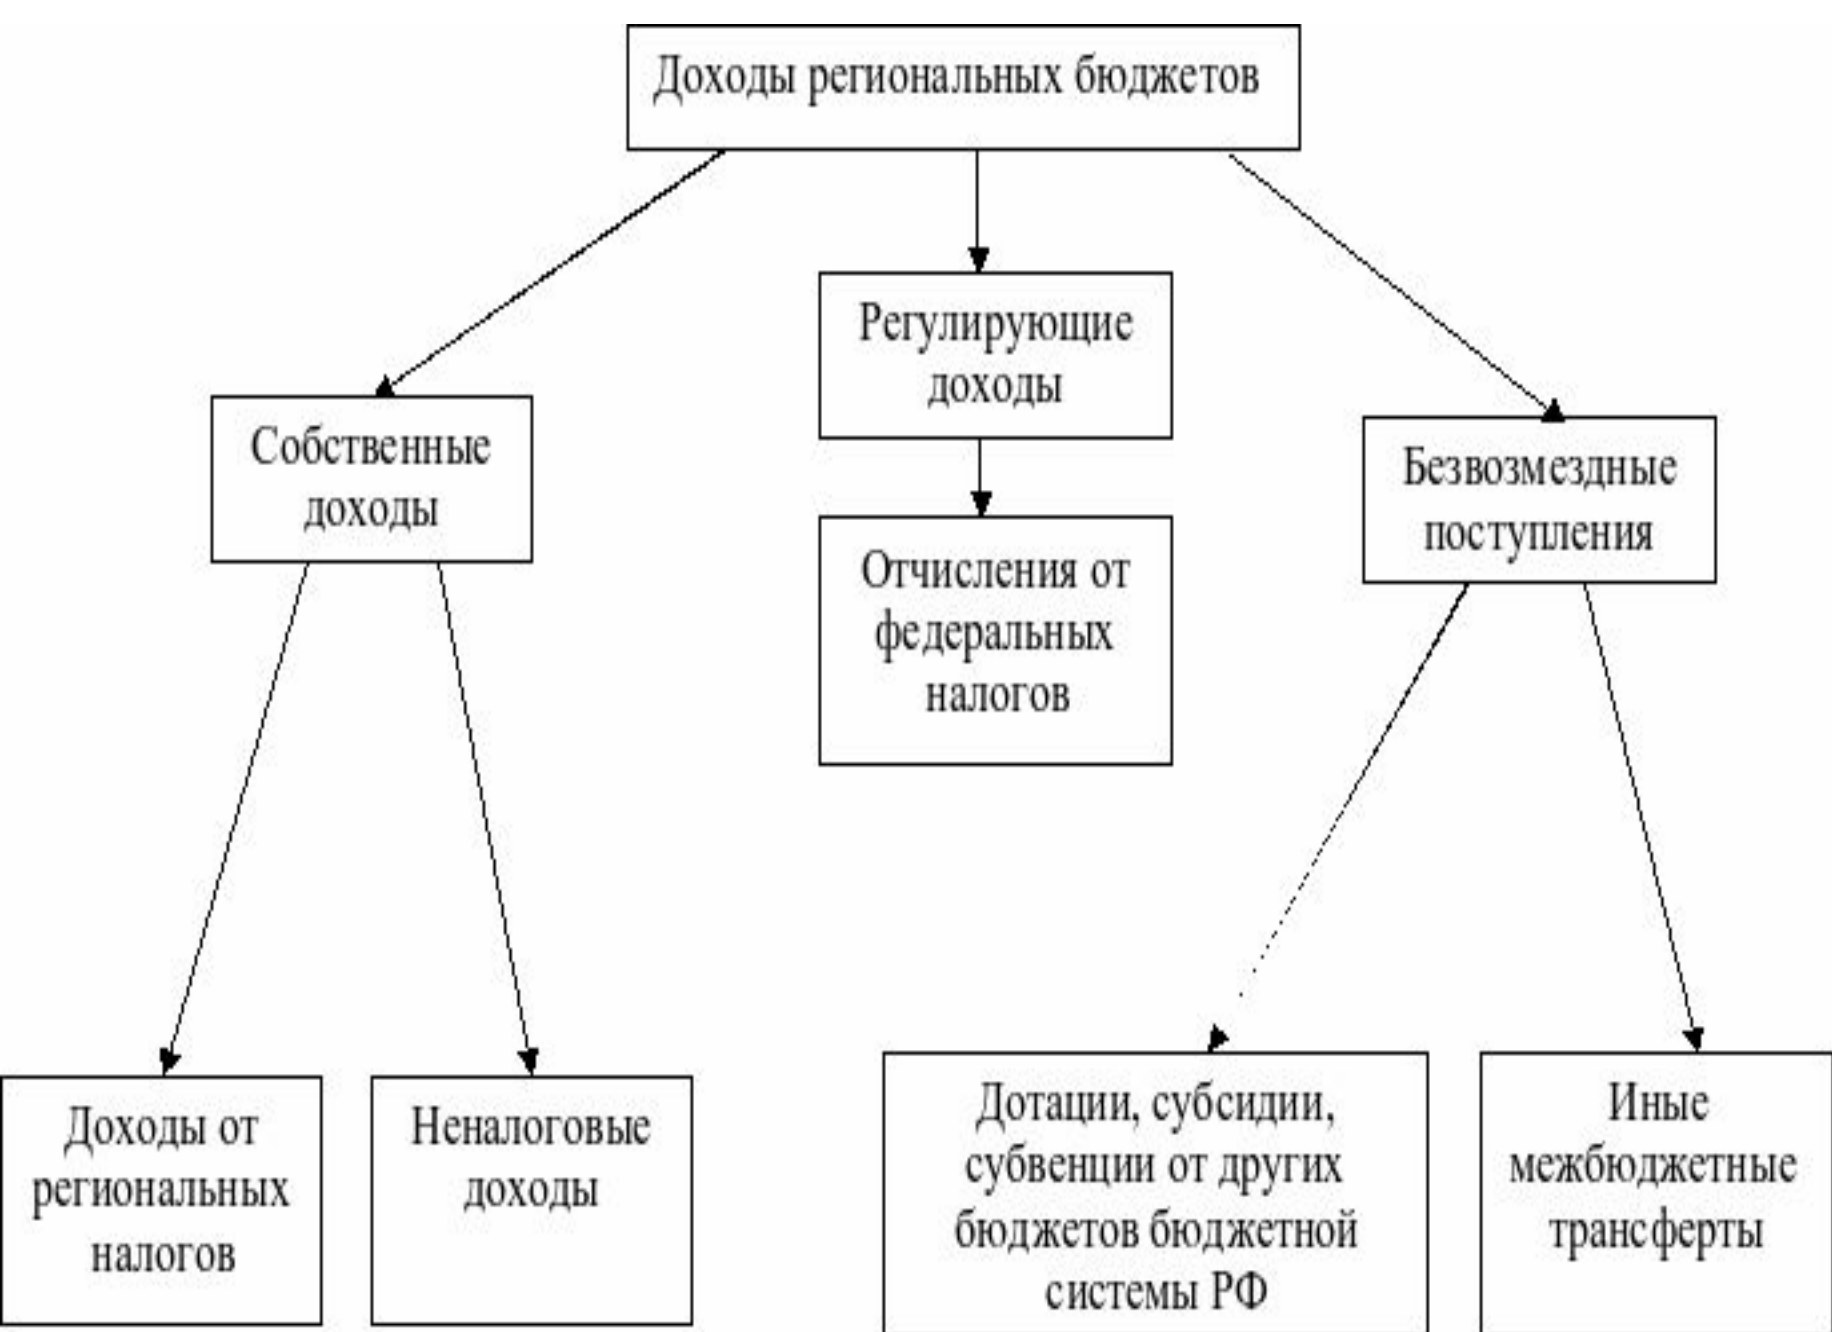 Доходы региональных бюджетов
Регулирующие
доходы
Собственные
доходы
Безвозмездные
поступления
Отчисления от
федеральных
налогов
Доходы от
региональных
налогов
Неналоговые
доходы
Дотации, субсидии,
субвенции от других
бюджетов бюджетной
системы РФ
Иные
межбюджетные
трансферты